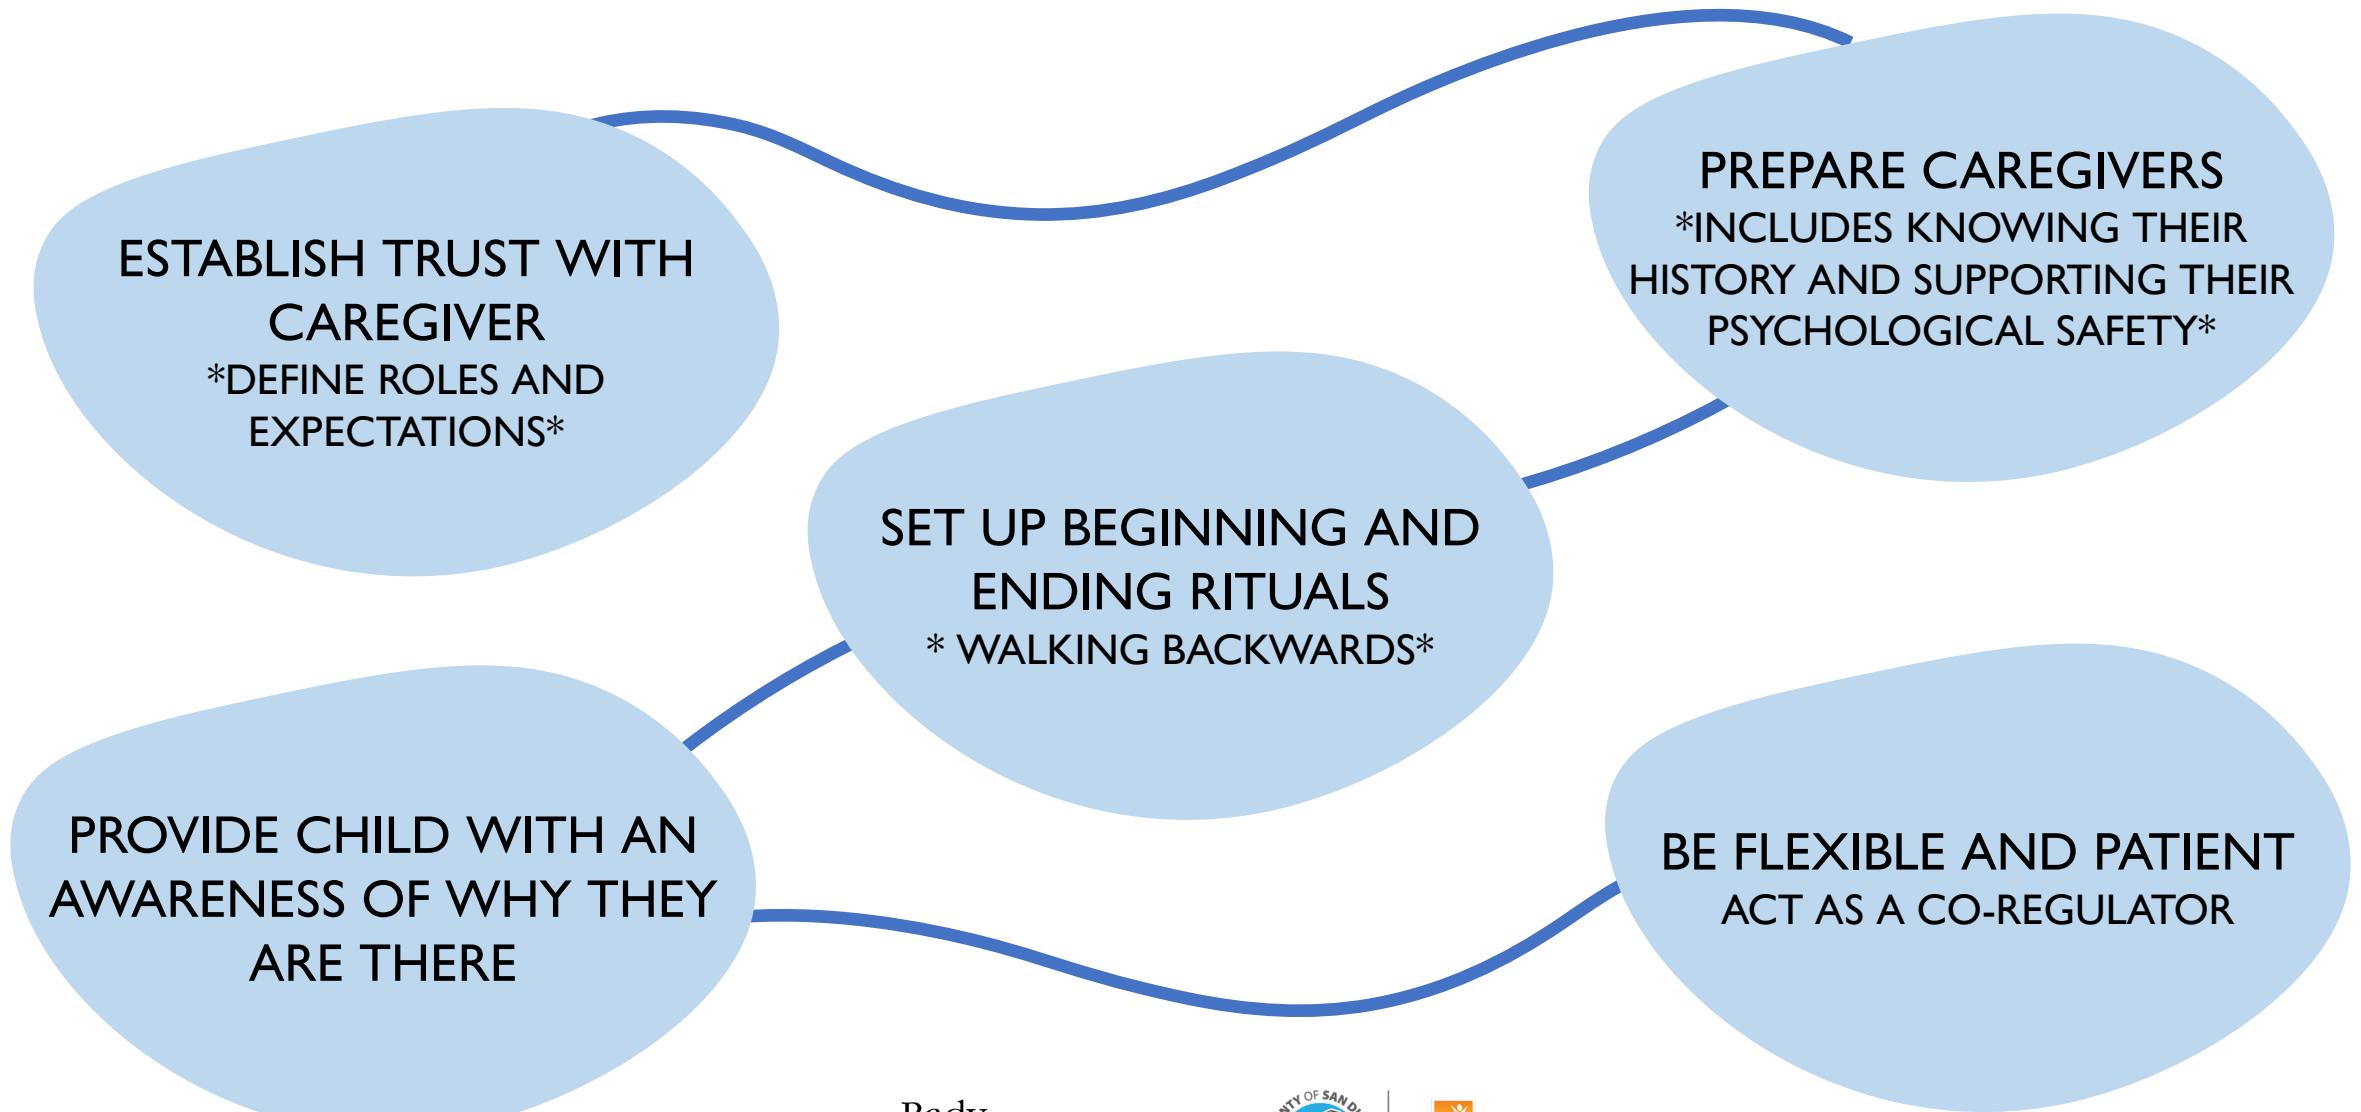 ESTABLISH TRUST WITH
CAREGIVER
*DEFINE ROLES AND
EXPECTATIONS*
PREPARE CAREGIVERS
*INCLUDES KNOWING THEIR
HISTORY AND SUPPORTING THEIR
PSYCHOLOGICAL SAFETY*
SET UP BEGINNING AND
ENDING RITUALS
* WALKING BACKWARDS*
PROVIDE CHILD WITH AN
AWARENESS OF WHY THEY
ARE THERE
BE FLEXIBLE AND PATIENT
ACT AS A CO-REGULATOR